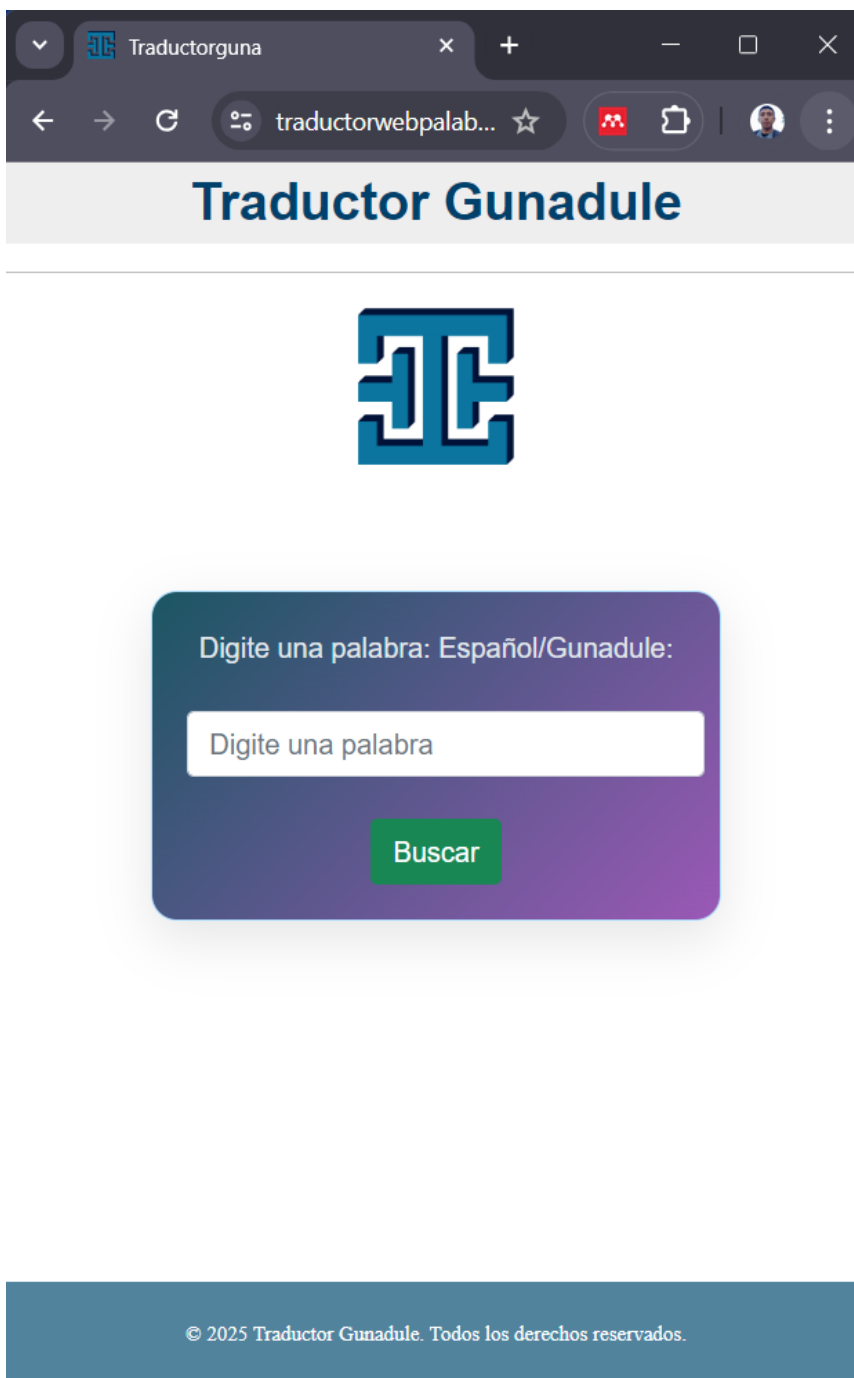 Traductorguna
traductorwebpalab...
Traductor Gunadule
Digite una palabra: Español/Gunadule:
Digite una palabra
Buscar
© 2025 Traductor Gunadule. Todos los derechos reservados.